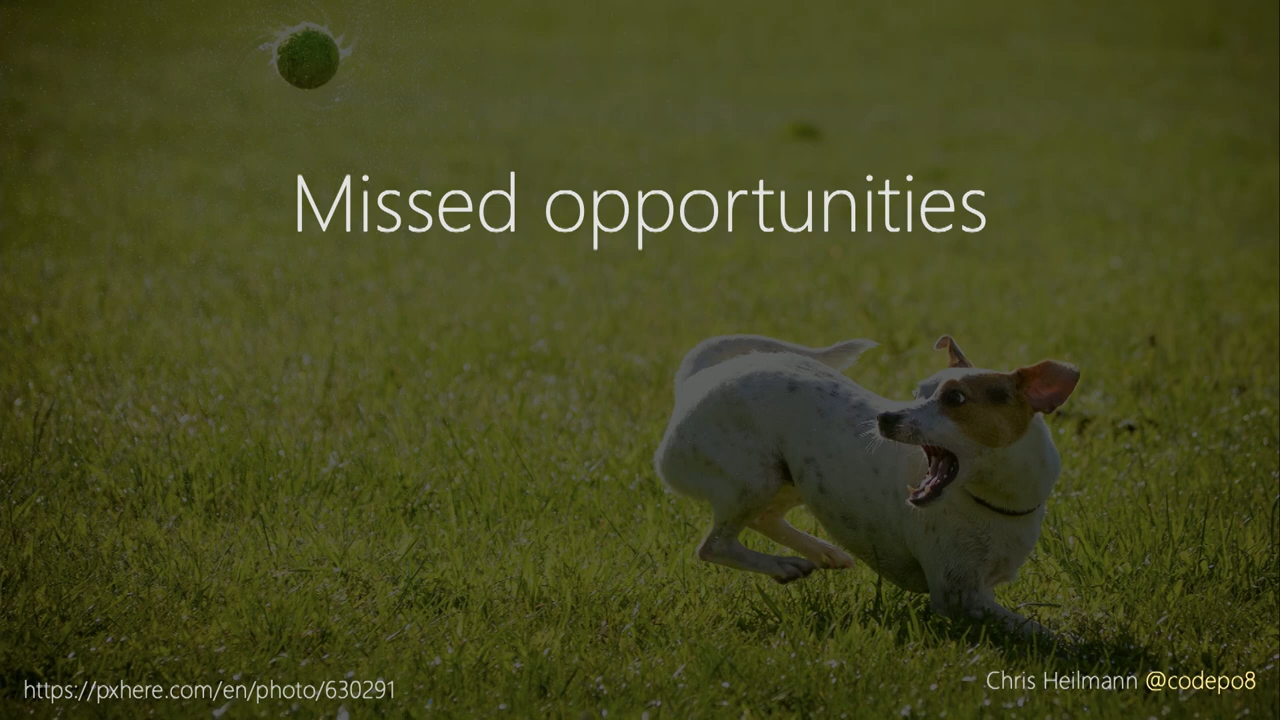 Missed opportunities
https://pxhere.com/en/photo/630291
Chris Heilmann @codepo8